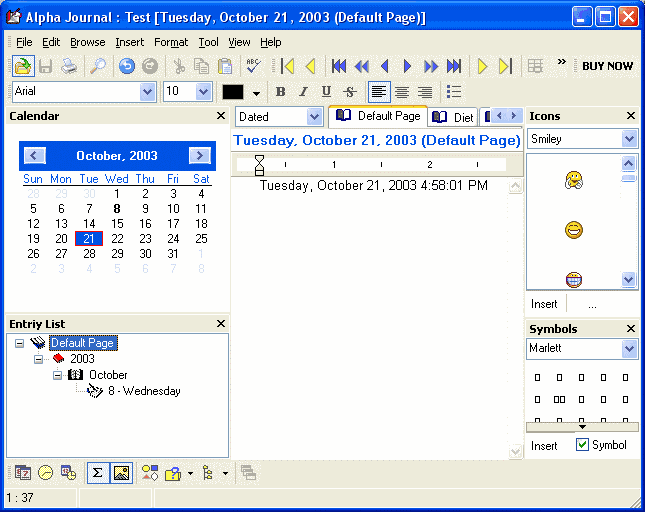 Alpha Journal : Test [Tuesday, October 21, 2003 (Default Page)]
File Edit Browse Insert Format Tool View Help
ABC
» BUY NOW
Arial 10 B I U S
Calendar
October, 2003
Sun Mon Tue Wed Thu Fri Sat
28 29 30 1 2 3 4
5 6 7 8 9 10 11
12 13 14 15 16 17 18
19 20 21 22 23 24 25
26 27 28 29 30 31 1
2 3 4 5 6 7 8
Entriy List
Default Page
2003
October
8 - Wednesday
Dated Default Page Diet
Tuesday, October 21, 2003 (Default Page)
1 2
Tuesday, October 21, 2003 4:58:01 PM
Icons
Smiley
Insert ...
Symbols
Marlett
Insert Symbol
Σ
1 : 37